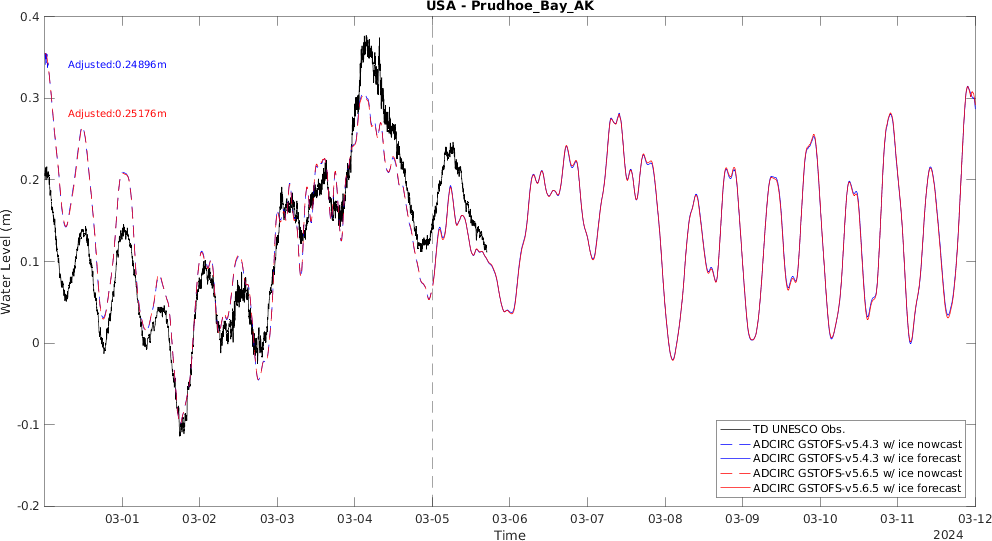 USA - Prudhoe_Bay_AK
Adjusted:0.24896m
Adjusted:0.25176m
Water Level (m)
0.4
0.3
0.2
0.1
0
-0.1
-0.2
TD UNESCO Obs.
ADCIRC GSTOFS-v5.4.3 w/ ice nowcast
ADCIRC GSTOFS-v5.4.3 w/ ice forecast
ADCIRC GSTOFS-v5.6.5 w/ ice nowcast
ADCIRC GSTOFS-v5.6.5 w/ ice forecast
03-01 03-02 03-03 03-04 03-05 03-06 03-07 03-08 03-09 03-10 03-11 03-12
Time
2024